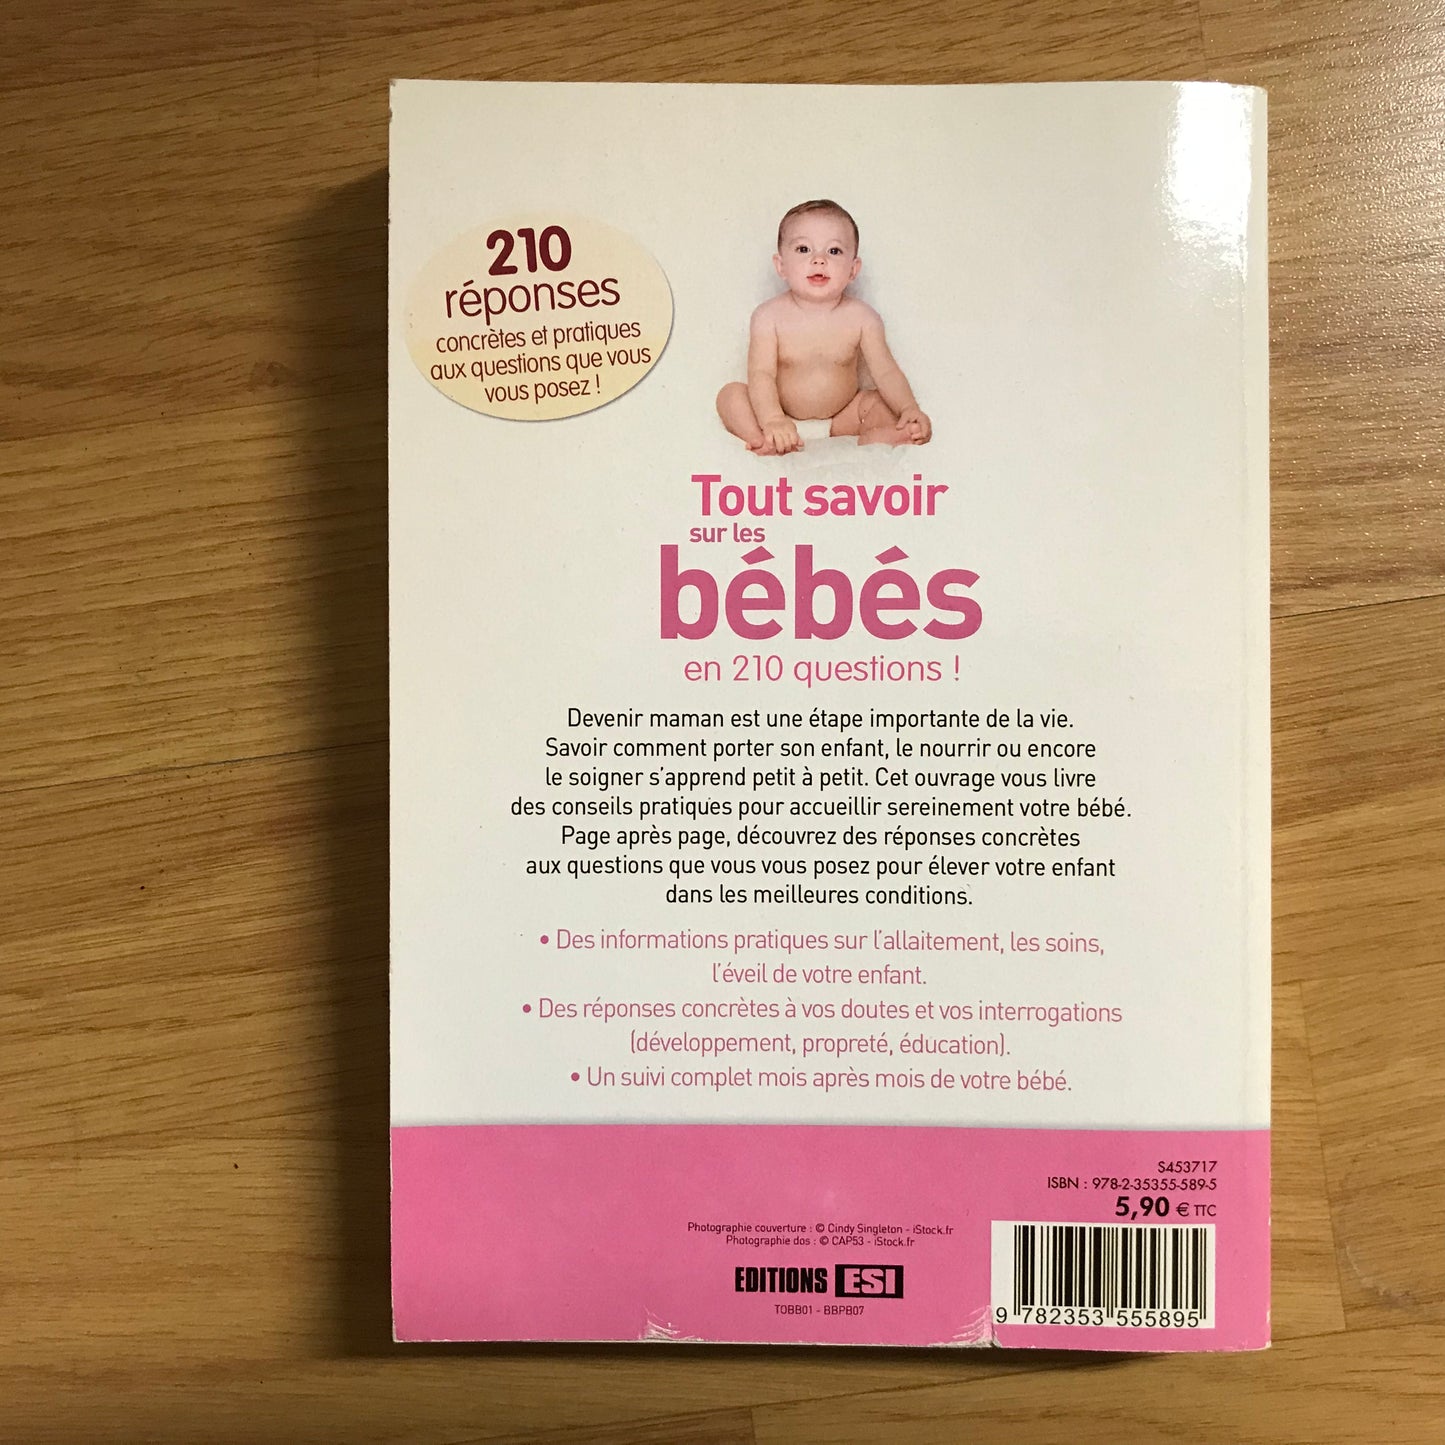 210
réponses
concrètes et pratiques
aux questions que vous
vous posez !
Tout savoir
sur les
bébés
en 210 questions !
Devenir maman est une étape importante de la vie.
Savoir comment porter son enfant, le nourrir ou encore
le soigner s’apprend petit à petit. Cet ouvrage vous livre
des conseils pratiques pour accueillir sereinement votre bébé.
Page après page, découvrez des réponses concrètes
aux questions que vous vous posez pour élever votre enfant
dans les meilleures conditions.
• Des informations pratiques sur l’allaitement, les soins,
l’éveil de votre enfant.
• Des réponses concrètes à vos doutes et vos interrogations
(développement, propreté, éducation).
• Un suivi complet mois après mois de votre bébé.
S453717
ISBN : 978-2-35355-589-5
5,90 € TTC
Photographie couverture : © Cindy Singleton - iStock.fr
Photographie dos : © CAP53 - iStock.fr
EDITIONS ESI
TOBB01 - BBPB07
9 782353 555895